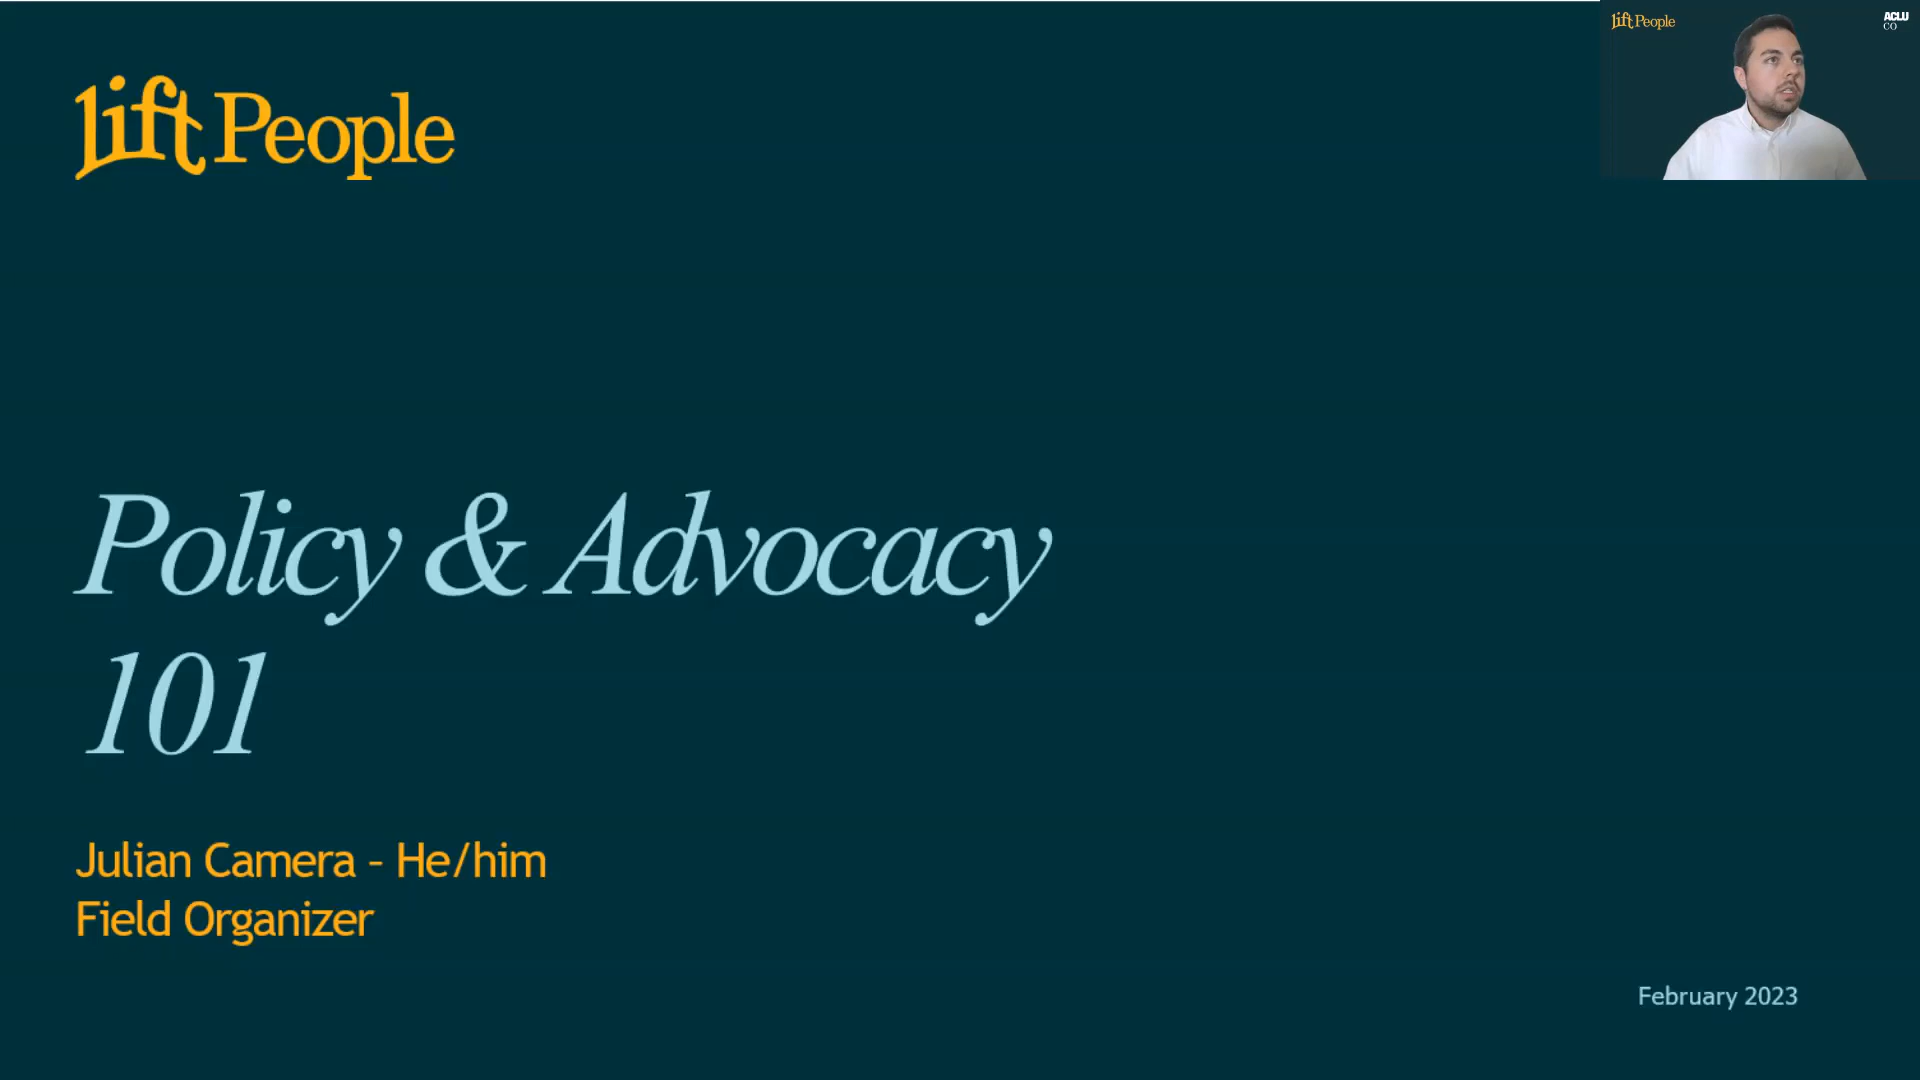 lift People
lift People
ACLU
CO
Policy & Advocacy
101
Julian Camera – He/him
Field Organizer
February 2023